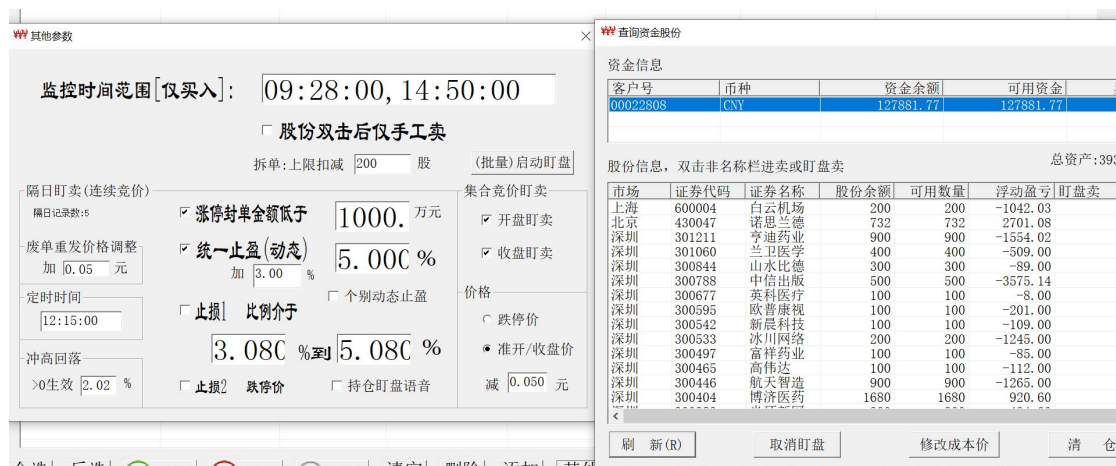 其他参数
监控时间范围[仅买入]: 09:28:00,14:50:00
股份双击后仅手工卖
拆单:上限扣减 200 股 (批量)启动盯盘
隔日盯卖(连续竞价)
隔日记录数:5
涨停封单金额低于 1000. 万元
统一止盈(动态) 5.000 %
加 3.00 %
废单重发价格调整
加 0.05 元
个别动态止盈
定时时间
12:15:00
止损1 比例介于
3.080 %到 5.080 %
冲高回落
>0生效 2.02 %
止损2 跌停价 持仓盯盘语音
集合竞价盯卖
开盘盯卖
收盘盯卖
价格
跌停价
准开/收盘价
减 0.050 元
查询资金股份
资金信息
客户号 币种 资金余额 可用资金
00022808 CNY 127881.77 127881.77
股份信息，双击非名称栏进卖或盯盘卖 总资产:393
市场 证券代码 证券名称 股份余额 可用数量 浮动盈亏 盯盘卖
上海 600004 白云机场 200 200 -1042.03
北京 430047 诺思兰德 732 732 2701.08
深圳 301211 亨迪药业 900 900 -1554.02
深圳 301060 兰卫医学 400 400 -509.00
深圳 300844 山水比德 300 300 -89.00
深圳 300788 中信出版 500 500 -3575.14
深圳 300677 英科医疗 100 100 -8.00
深圳 300595 欧普康视 100 100 -201.00
深圳 300542 新晨科技 100 100 -109.00
深圳 300533 冰川网络 200 200 -1245.00
深圳 300497 富祥药业 100 100 -85.00
深圳 300465 高伟达 100 100 -112.00
深圳 300446 航天智造 900 900 -1265.00
深圳 300404 博济医药 1680 1680 920.60
刷 新(R) 取消盯盘 修改成本价 清 仓